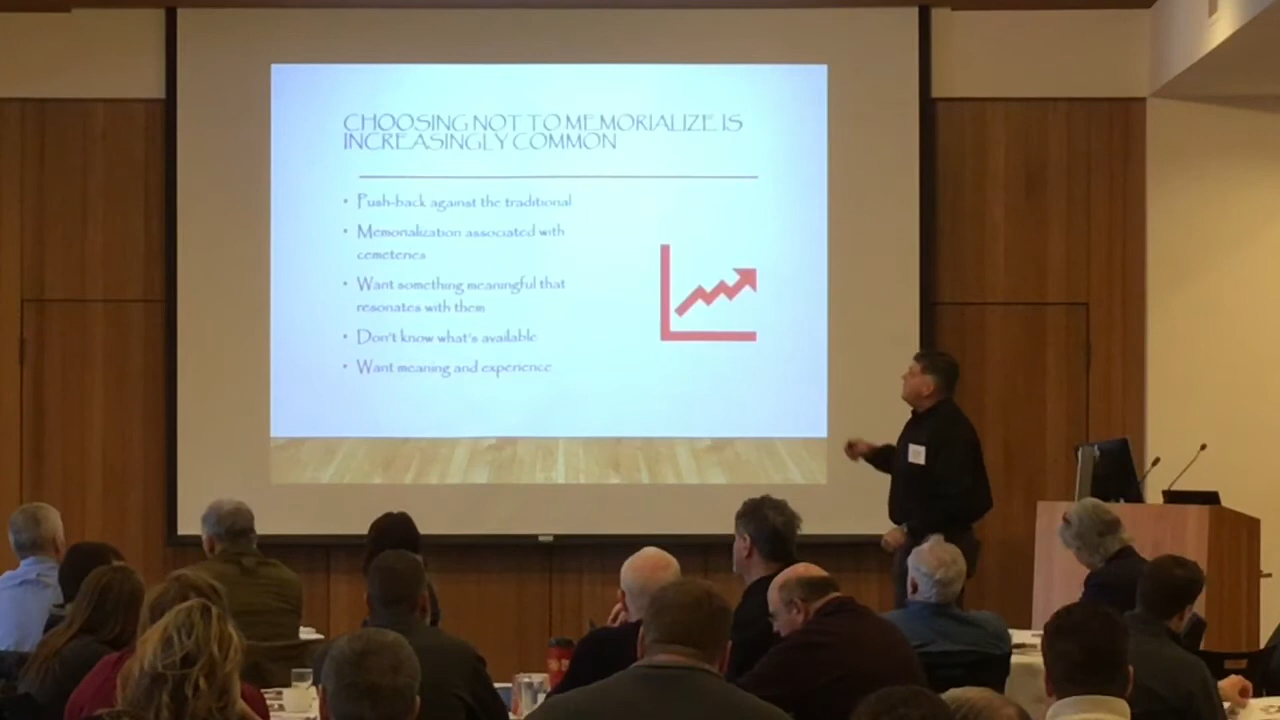 CHOOSING NOT TO MEMORIALIZE IS
INCREASINGLY COMMON
• Push-back against the traditional
• Memorialization associated with
cemeteries
• Want something meaningful that
resonates with them
• Don't know what's available
• Want meaning and experience